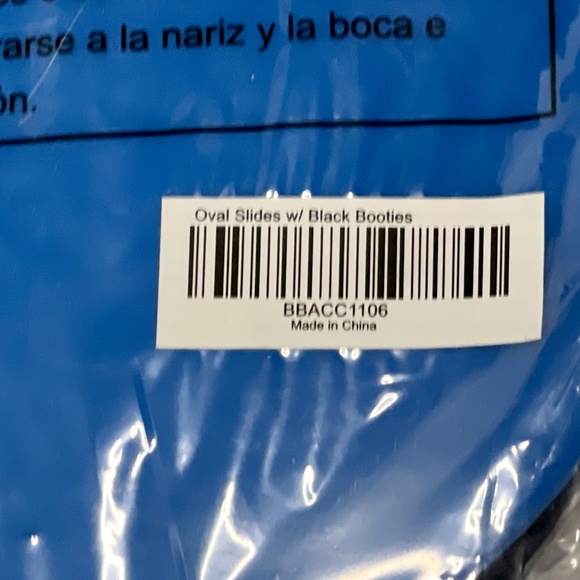 arse a la nariz y la boca e
ón.
Oval Slides w/ Black Booties
BBACC1106
Made in China